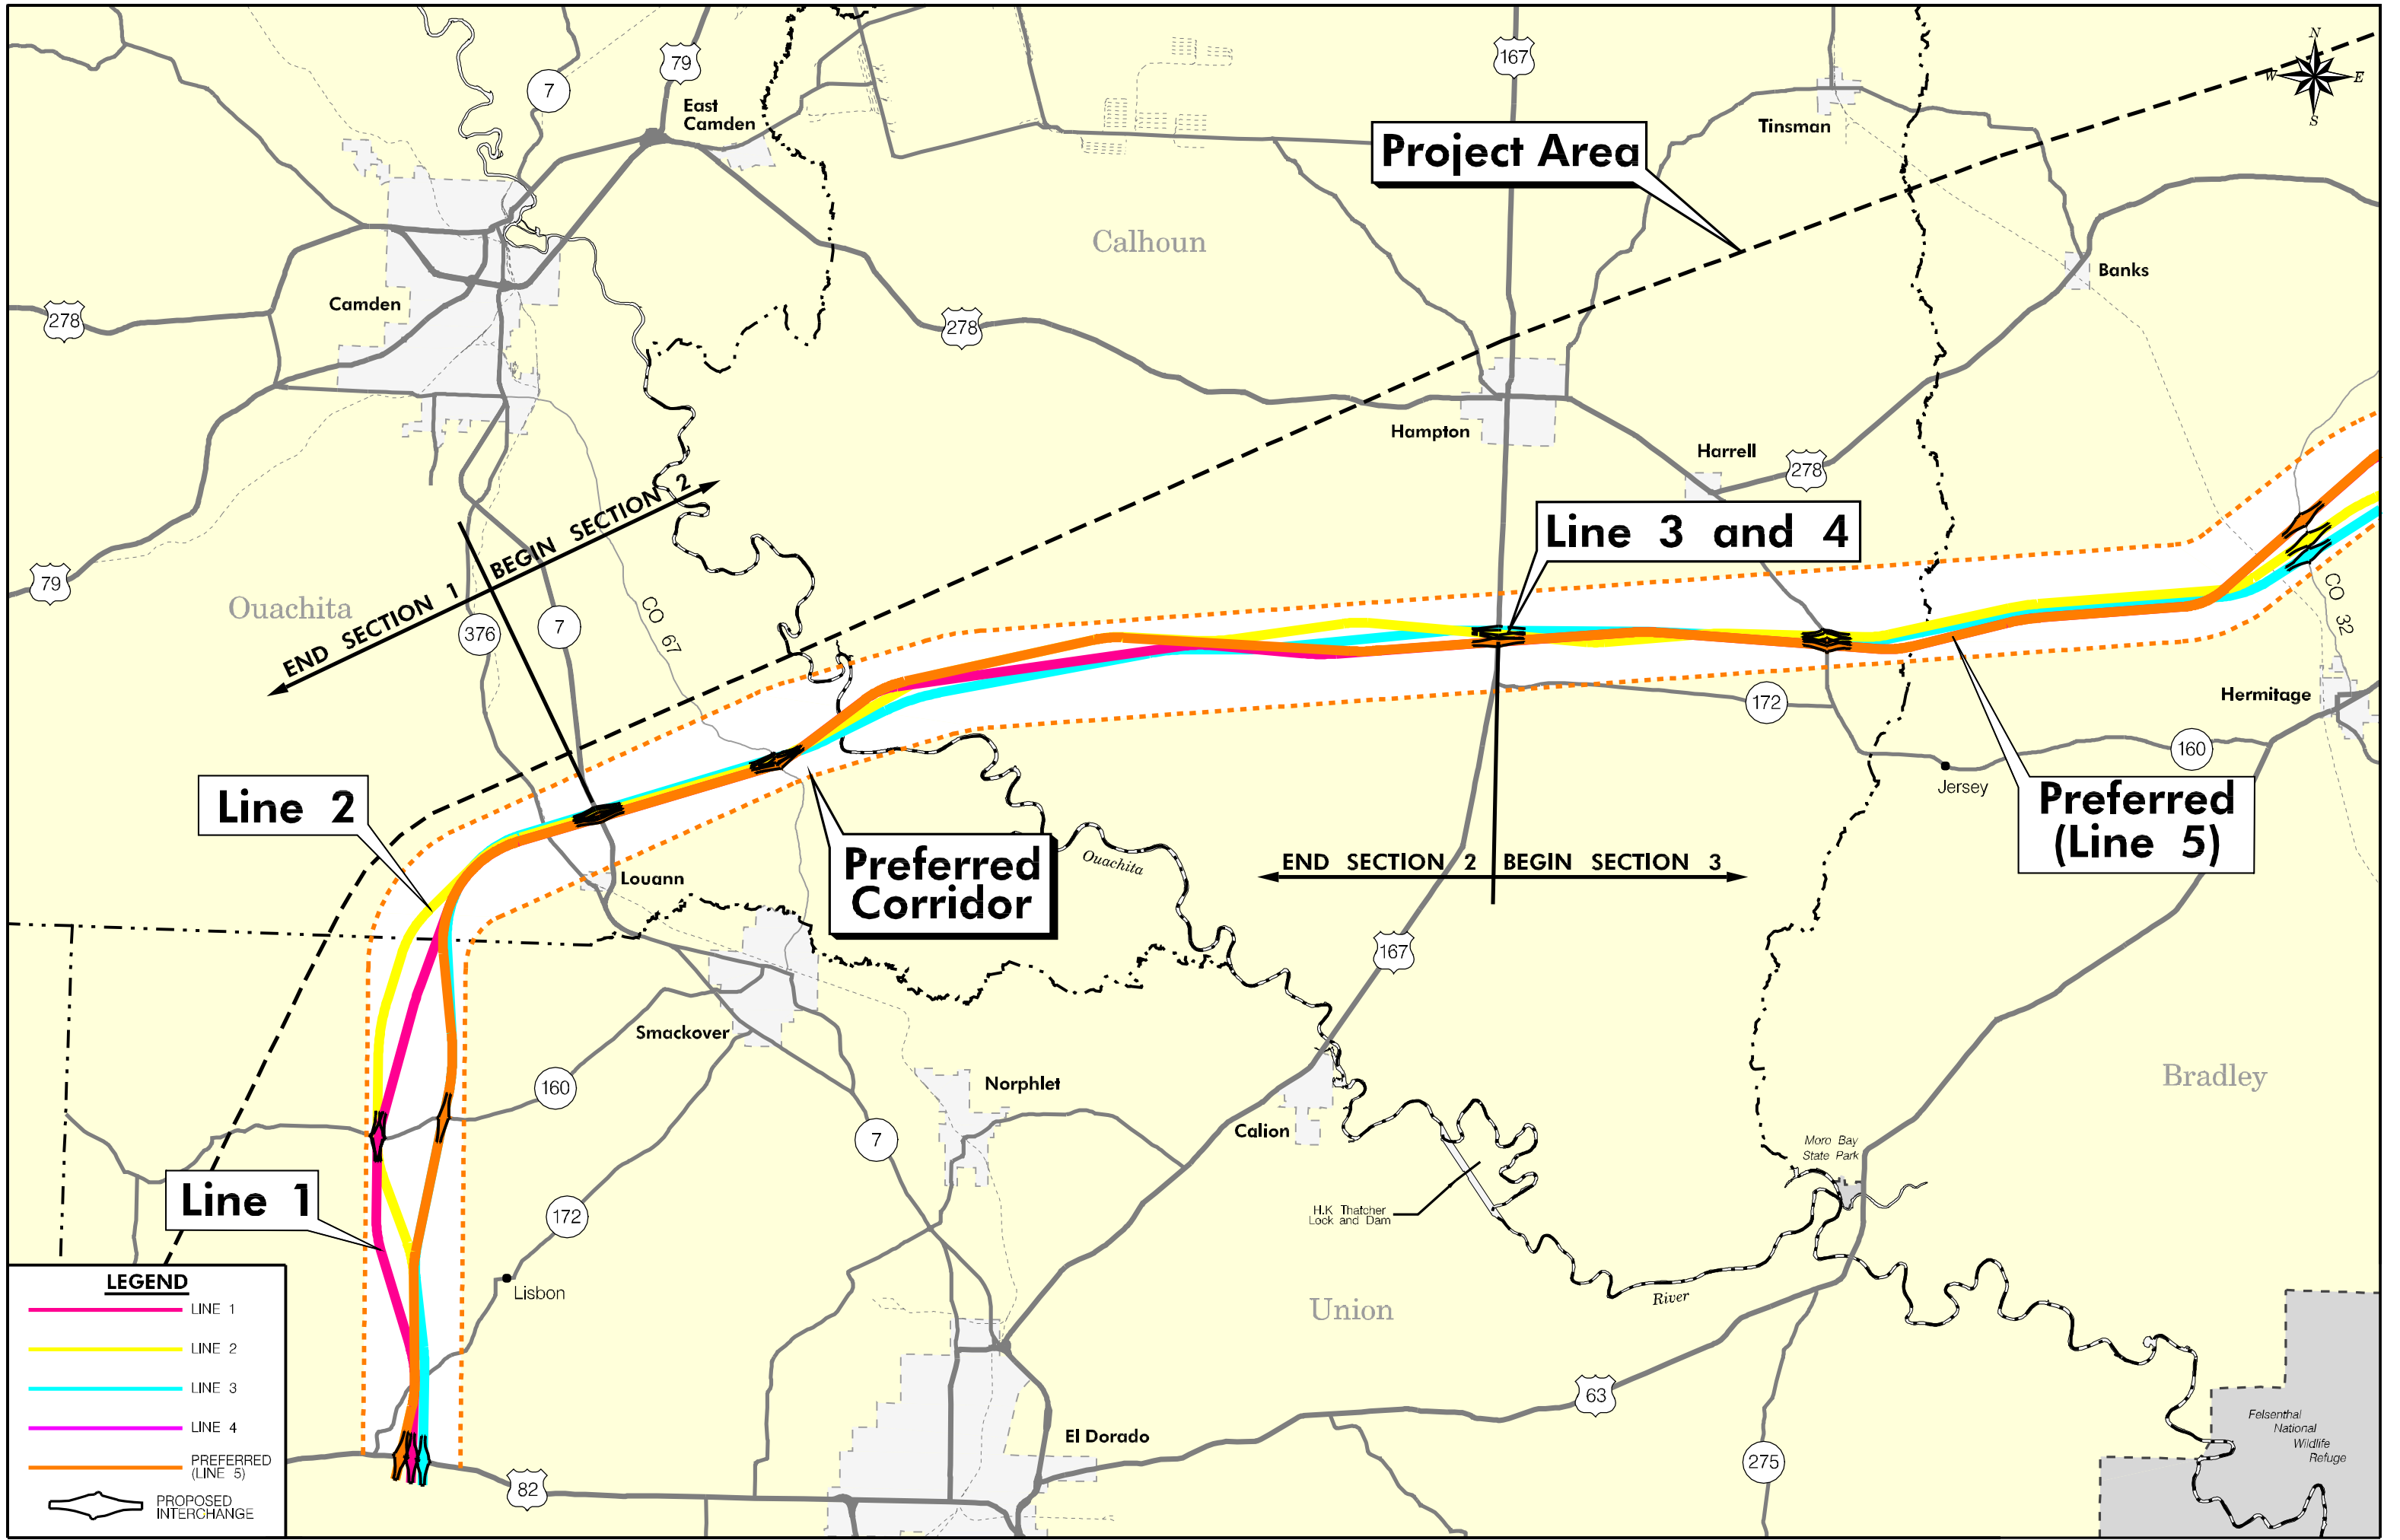 79
167
N
W
E
S
7
East
Camden
Tinsman
Project Area
Calhoun
Banks
Camden
278
278
Hampton
Harrell
278
BEGIN SECTION 2
END SECTION 1
Line 3 and 4
79
Ouachita
376
7
CO 67
CO 32
172
Hermitage
160
Jersey
Line 2
Preferred
(Line 5)
Preferred
Corridor
Louann
Ouachita
END SECTION 2
BEGIN SECTION 3
167
Smackover
160
Norphlet
7
Calion
Bradley
Moro Bay
State Park
Line 1
172
H.K Thatcher
Lock and Dam
Lisbon
Union
River
63
El Dorado
275
82
Felsenthal
National
Wildlife
Refuge
LEGEND
LINE 1
LINE 2
LINE 3
LINE 4
PREFERRED
(LINE 5)
PROPOSED
INTERCHANGE